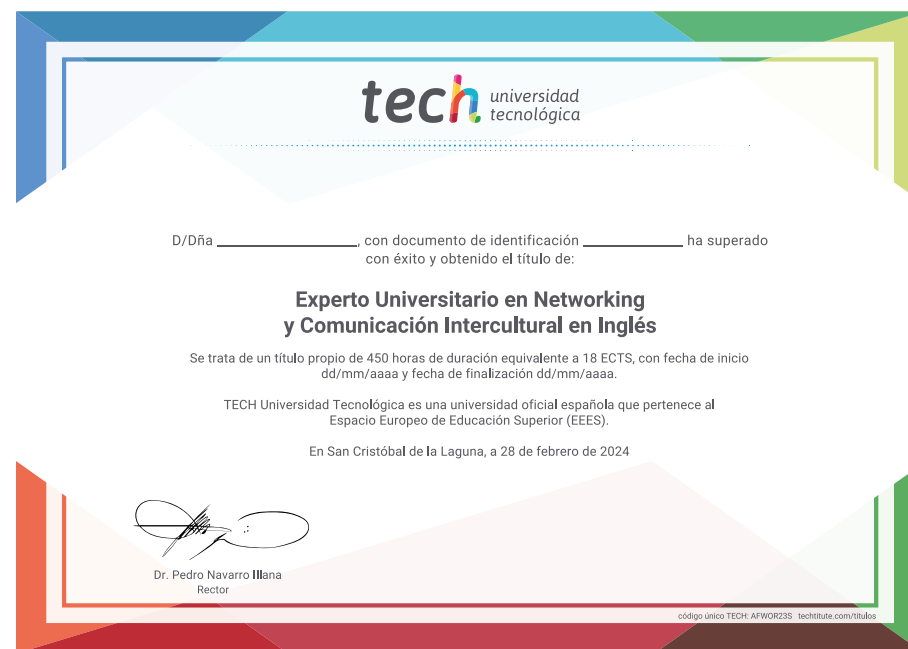 tech universidad
tecnológica
D/Dña ____________________, con documento de identificación ______________ ha superado
con éxito y obtenido el título de:
Experto Universitario en Networking
y Comunicación Intercultural en Inglés
Se trata de un título propio de 450 horas de duración equivalente a 18 ECTS, con fecha de inicio
dd/mm/aaaa y fecha de finalización dd/mm/aaaa.
TECH Universidad Tecnológica es una universidad oficial española que pertenece al
Espacio Europeo de Educación Superior (EEES).
En San Cristóbal de la Laguna, a 28 de febrero de 2024
Dr. Pedro Navarro Illana
Rector
código único TECH: AFWOR23S techtitute.com/titulos